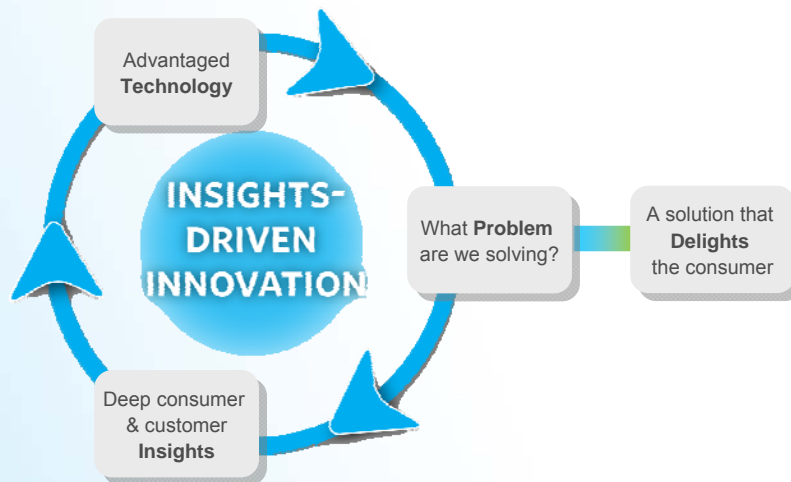 Advantaged
Technology
INSIGHTS-
DRIVEN
INNOVATION
What Problem
are we solving?
A solution that
Delights
the consumer
Deep consumer
& customer
Insights